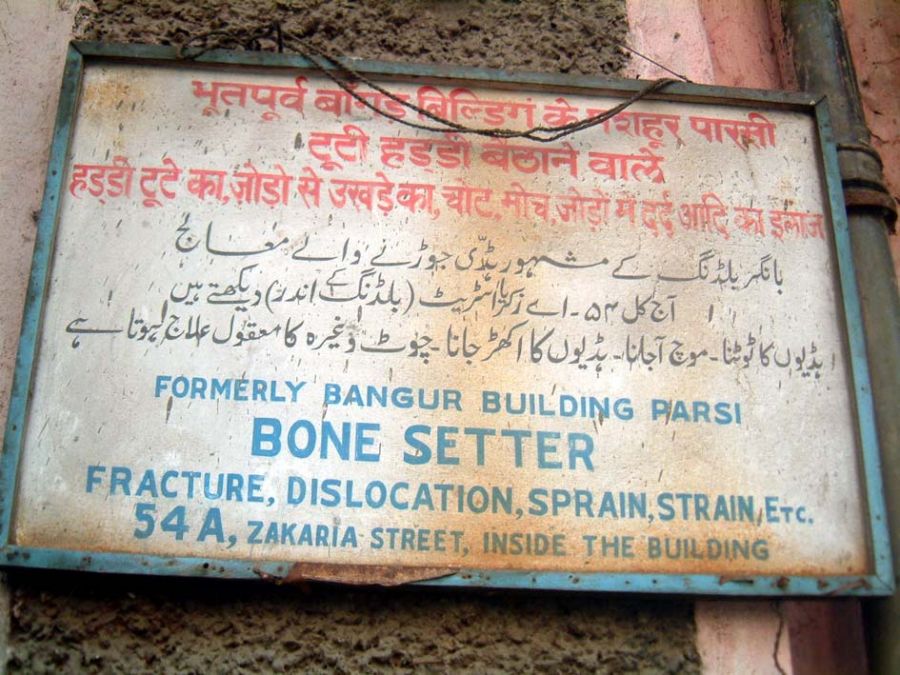 भूतपूर्व बांगड़ बिल्डिंग के मशहूर पारसी
टूटी हड्डी बैठाने वाले
हड्डी टूटे का, जोड़ो से उखड़े का, चोट, मोच, जोड़ों में दर्द आदि का इलाज
بانگڑ بلڈنگ کے مشہور ہڈی جوڑنے والے معالج
آج کل ۵۴ - اے زکریا اسٹریٹ (بلڈنگ کے اندر) دیکھتے ہیں
ہڈیوں کا ٹوٹنا - موچ آجانا - ہڈیوں کا اکھڑ جانا - چوٹ وغیرہ کا معقول علاج ہوتا ہے
FORMERLY BANGUR BUILDING PARSI
BONE SETTER
FRACTURE, DISLOCATION, SPRAIN, STRAIN, ETC.
54A, ZAKARIA STREET, INSIDE THE BUILDING